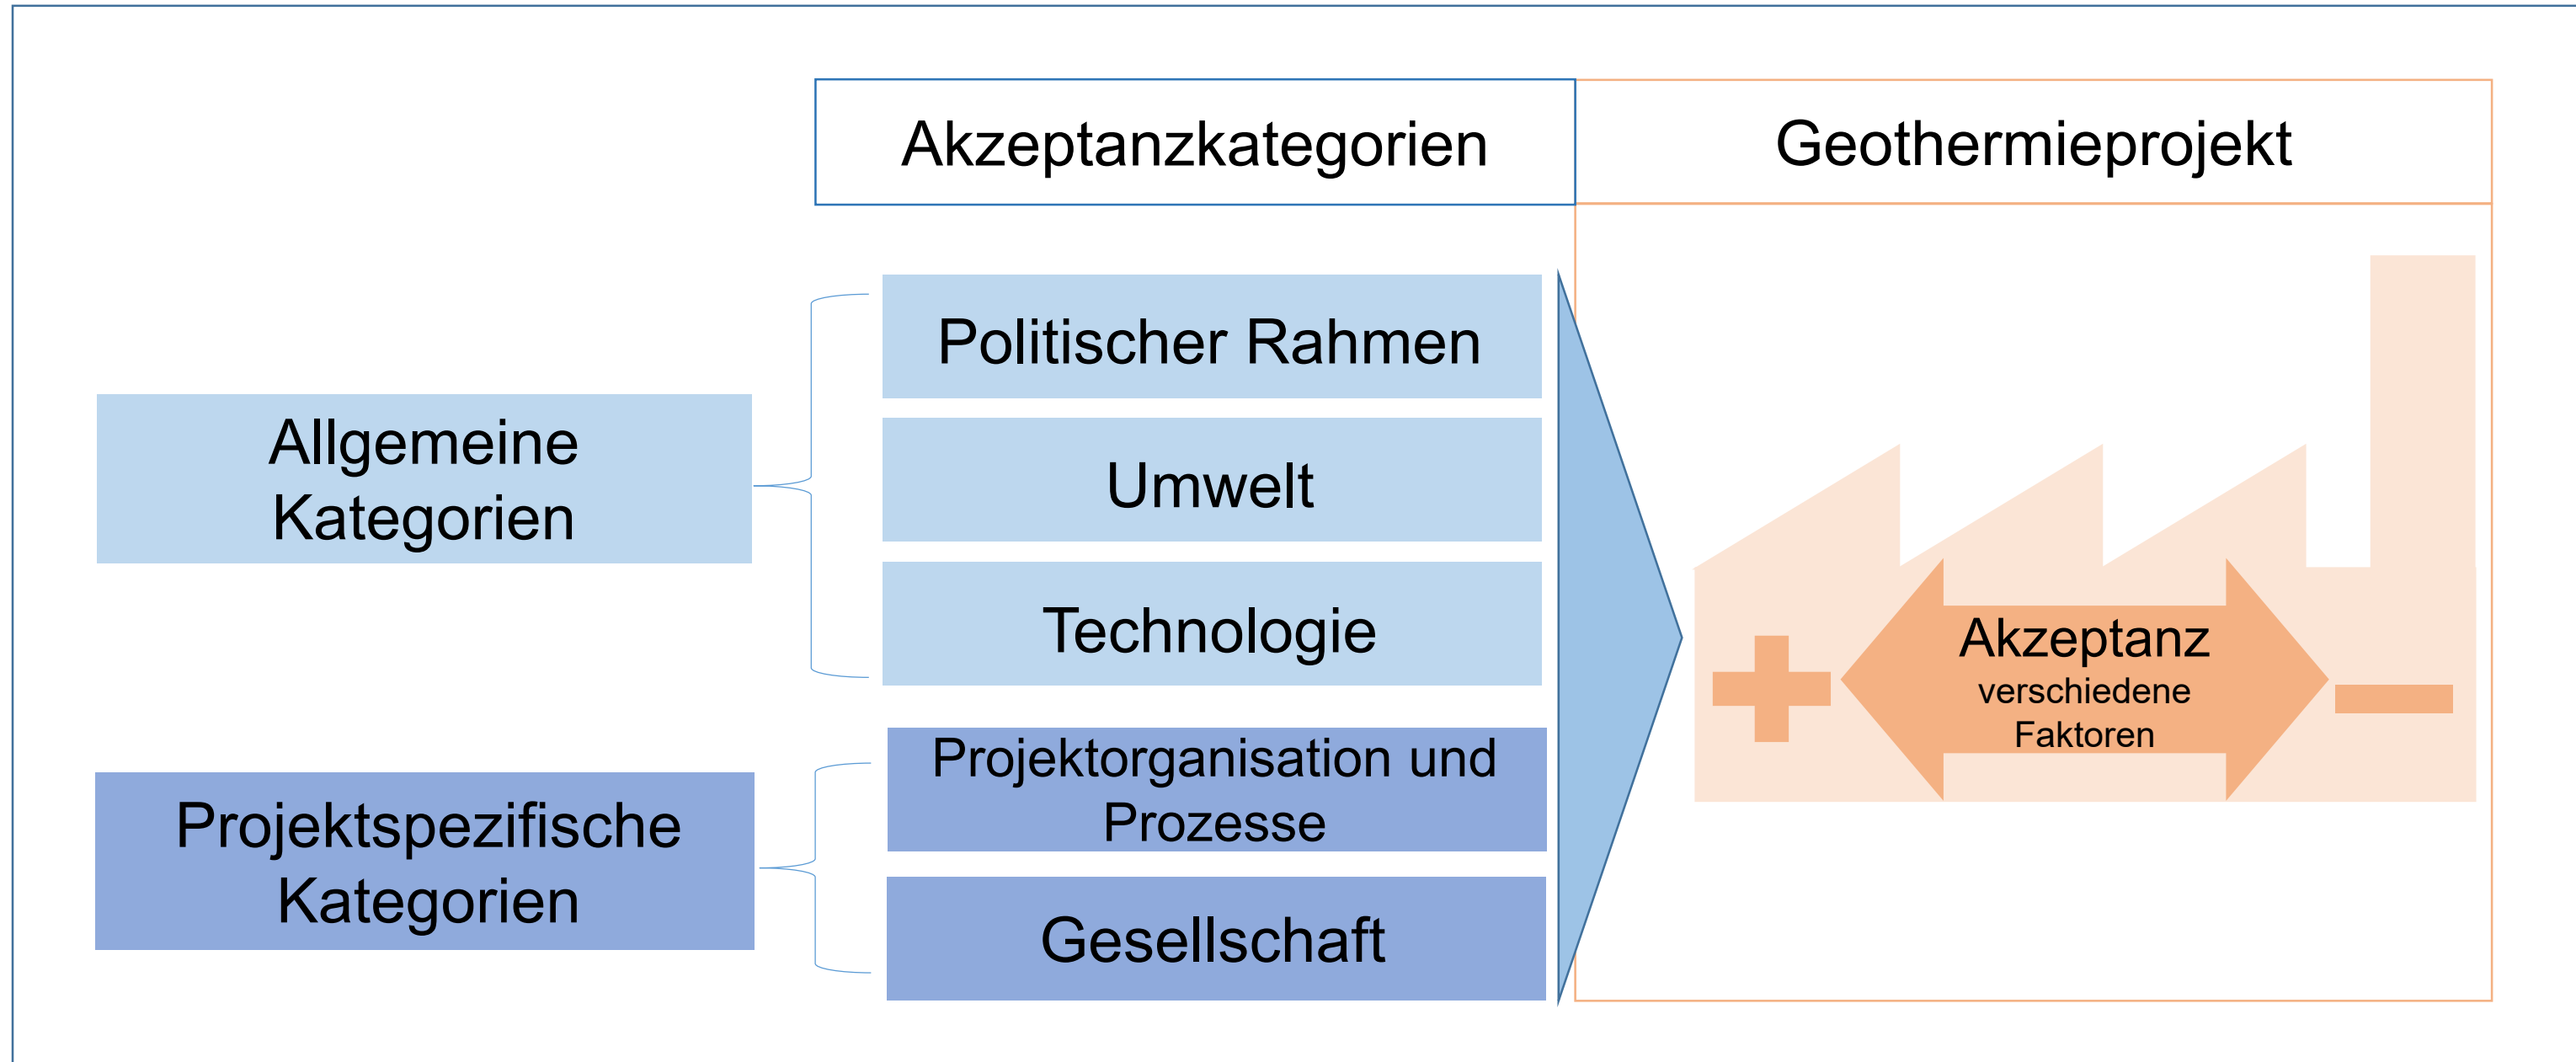 Akzeptanzkategorien
Geothermieprojekt
Allgemeine
Kategorien
Politischer Rahmen
Umwelt
Technologie
Projektspezifische
Kategorien
Projektorganisation und
Prozesse
Gesellschaft
Akzeptanz
verschiedene
Faktoren